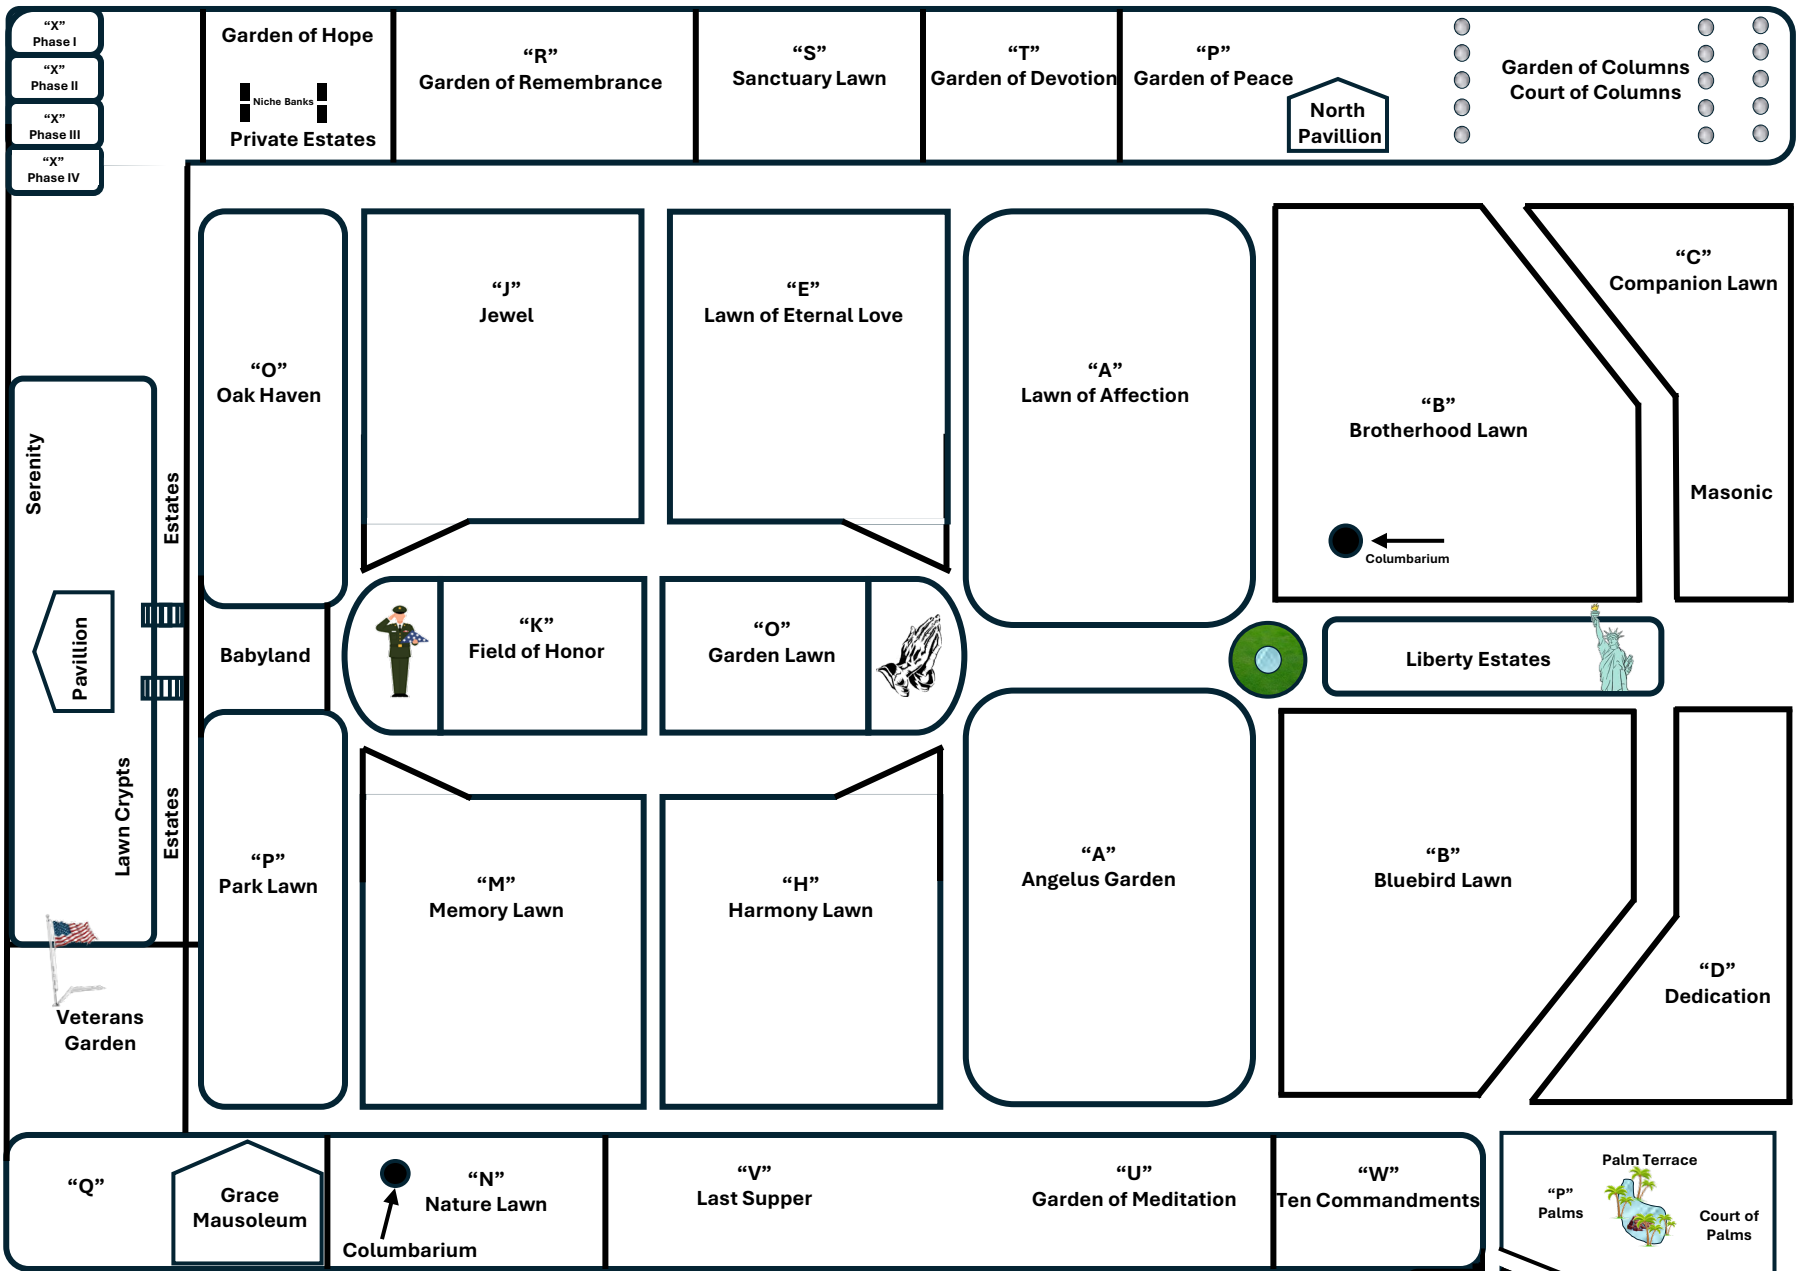 “X”
Phase I
“X”
Phase II
“X”
Phase III
“X”
Phase IV
Garden of Hope
Niche Banks
Private Estates
“R”
Garden of Remembrance
“S”
Sanctuary Lawn
“T”
Garden of Devotion
“P”
Garden of Peace
North
Pavillion
Garden of Columns
Court of Columns
“O”
Oak Haven
“J”
Jewel
“E”
Lawn of Eternal Love
“A”
Lawn of Affection
“B”
Brotherhood Lawn
Columbarium
“C”
Companion Lawn
Masonic
Serenity
Estates
Pavillion
Babyland
“K”
Field of Honor
“O”
Garden Lawn
Liberty Estates
Lawn Crypts
Estates
“P”
Park Lawn
“M”
Memory Lawn
“H”
Harmony Lawn
“A”
Angelus Garden
“B”
Bluebird Lawn
“D”
Dedication
Veterans
Garden
“Q”
Grace
Mausoleum
“N”
Nature Lawn
Columbarium
“V”
Last Supper
“U”
Garden of Meditation
“W”
Ten Commandments
Palm Terrace
“P”
Palms
Court of
Palms